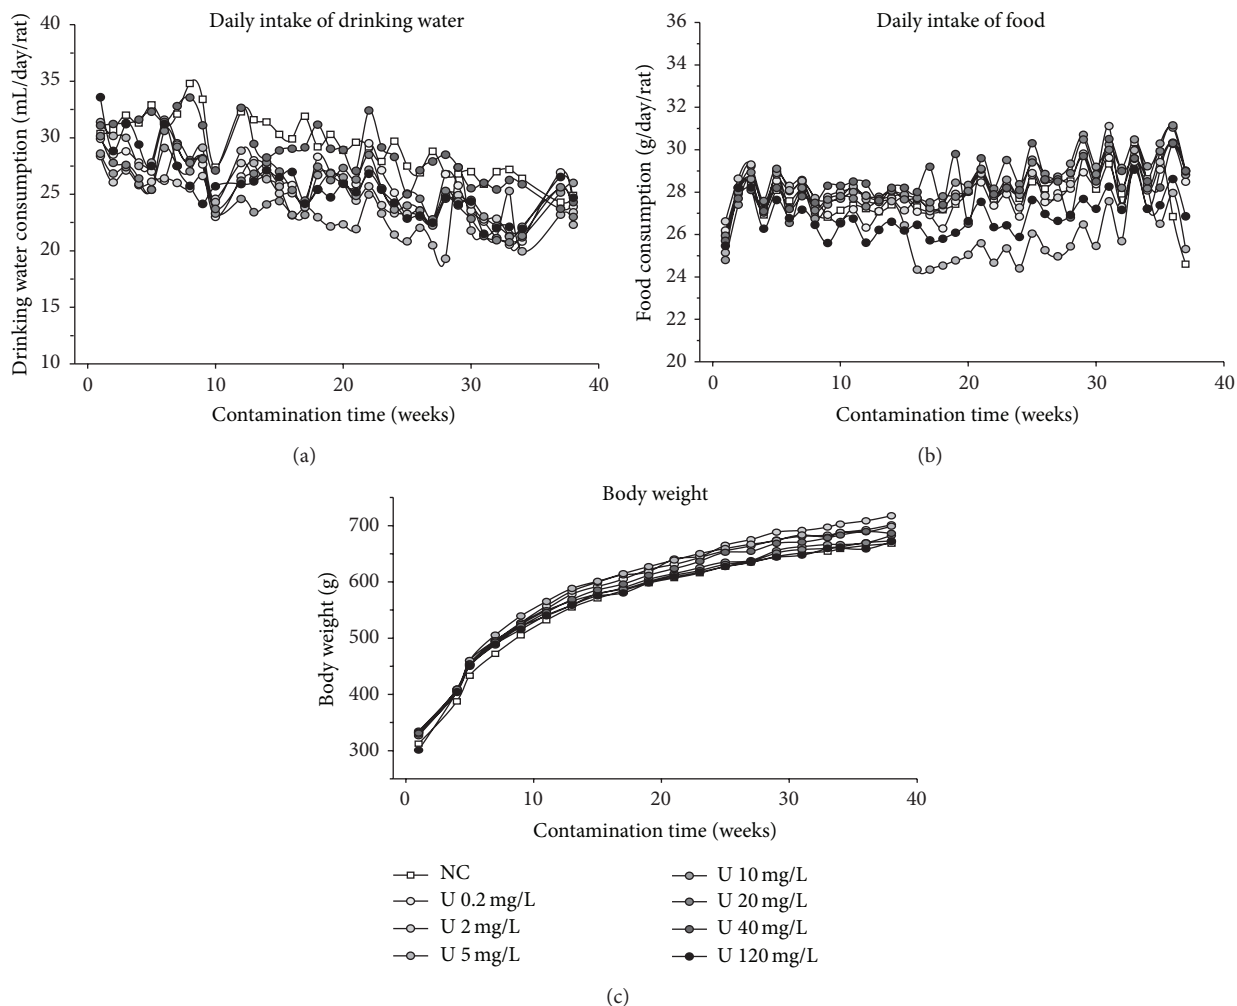 Daily intake of drinking water
Drinking water consumption (mL/day/rat)
40
35
30
25
20
15
10
0
10
20
30
40
Contamination time (weeks)
(a)
Daily intake of food
Food consumption (g/day/rat)
36
34
32
30
28
26
24
22
20
0
10
20
30
40
Contamination time (weeks)
(b)
Body weight
Body weight (g)
700
600
500
400
300
0
10
20
30
40
Contamination time (weeks)
NC
U 0.2 mg/L
U 2 mg/L
U 5 mg/L
U 10 mg/L
U 20 mg/L
U 40 mg/L
U 120 mg/L
(c)